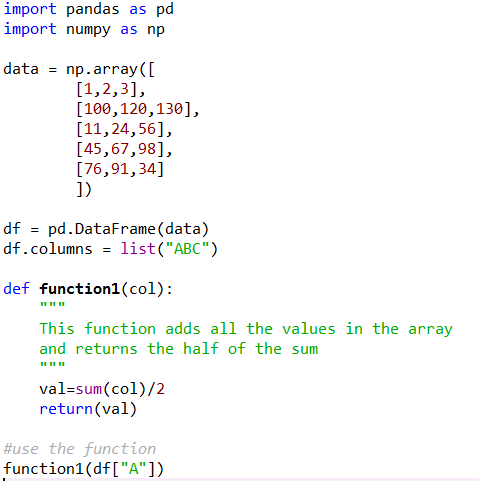 import pandas as pd
import numpy as np
data = np.array([
[1,2,3],
[100,120,130],
[11,24,56],
[45,67,98],
[76,91,34]
])
df = pd.DataFrame(data)
df.columns = list("ABC")
def function1(col):
"""
This function adds all the values in the array
and returns the half of the sum
"""
val=sum(col)/2
return(val)
#use the function
function1(df["A"])